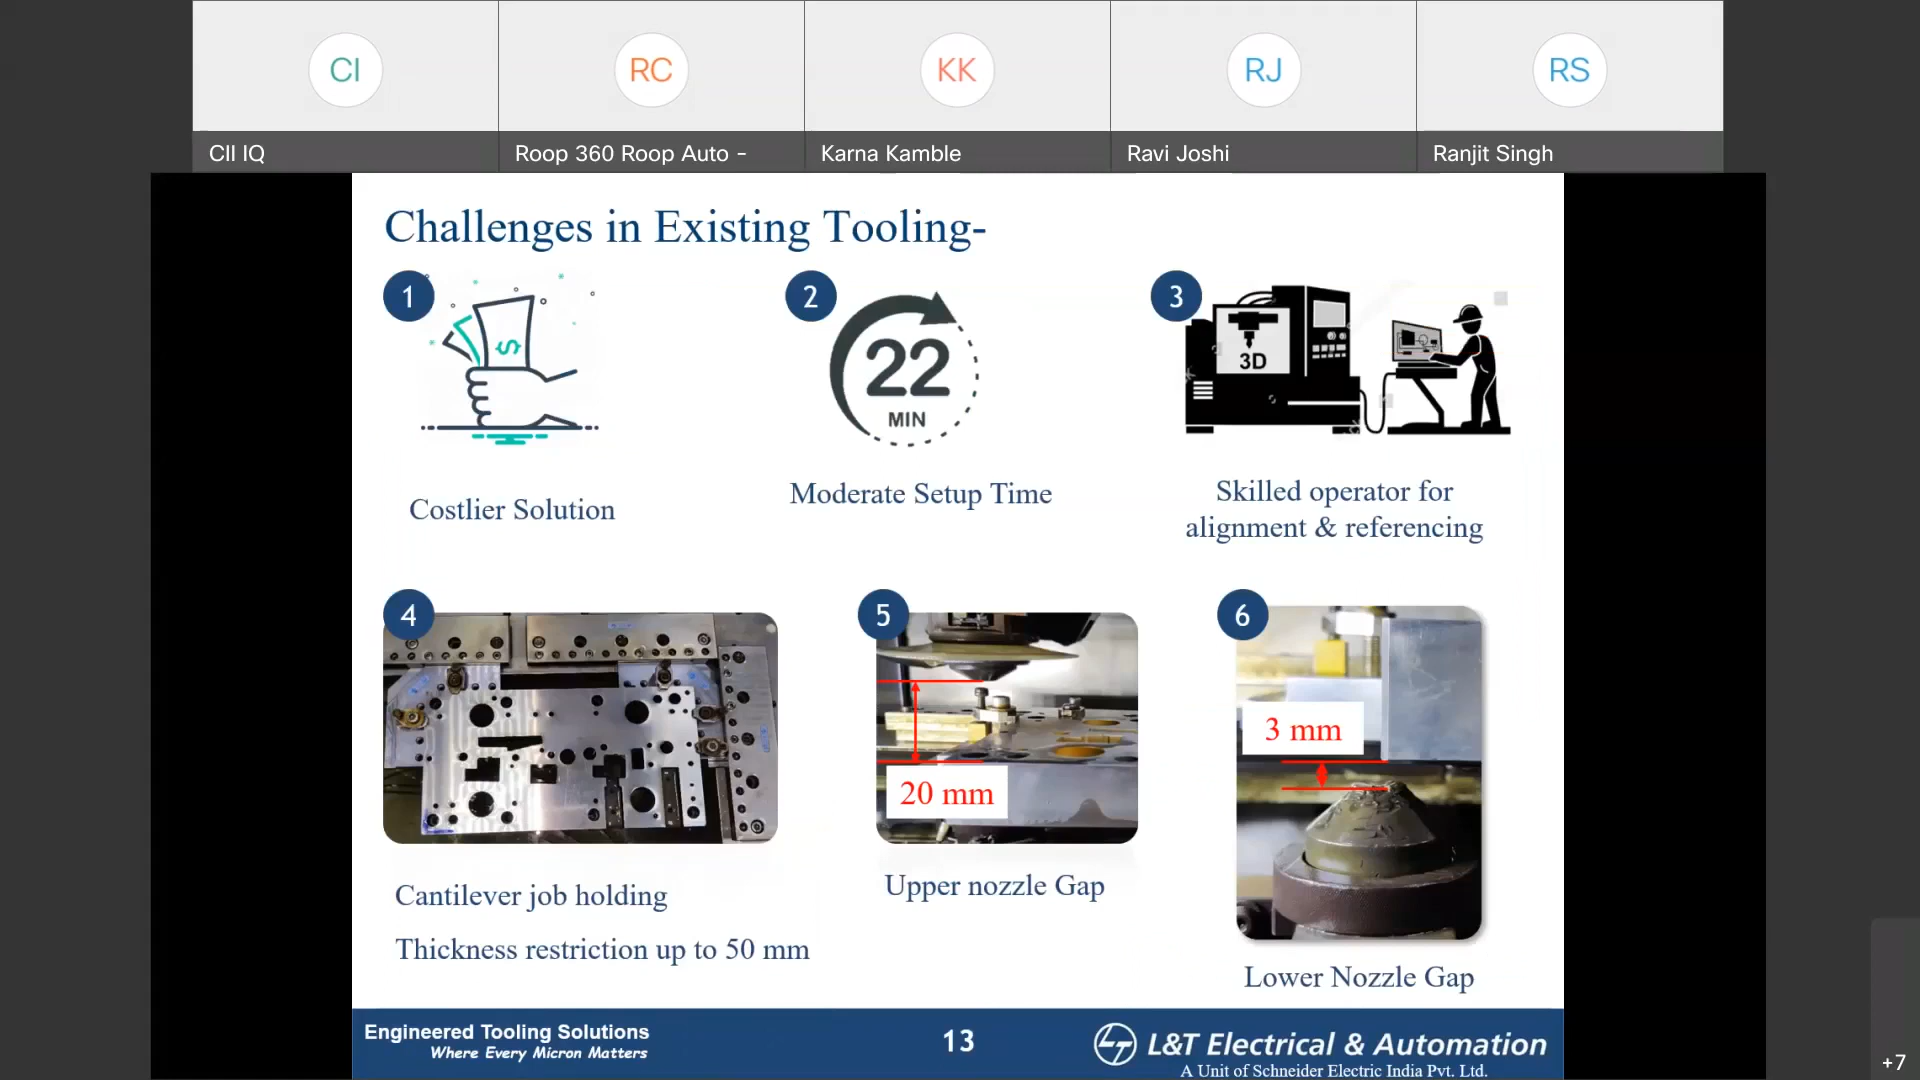 CI
RC
KK
RJ
RS
CII IQ
Roop 360 Roop Auto -
Karna Kamble
Ravi Joshi
Ranjit Singh
Challenges in Existing Tooling-
1
2
3
$
22
MIN
3D
Costlier Solution
Moderate Setup Time
Skilled operator for
alignment & referencing
4
5
6
20 mm
3 mm
Cantilever job holding
Thickness restriction up to 50 mm
Upper nozzle Gap
Lower Nozzle Gap
Engineered Tooling Solutions
Where Every Micron Matters
13
L&T Electrical & Automation
A Unit of Schneider Electric India Pvt. Ltd.
+7